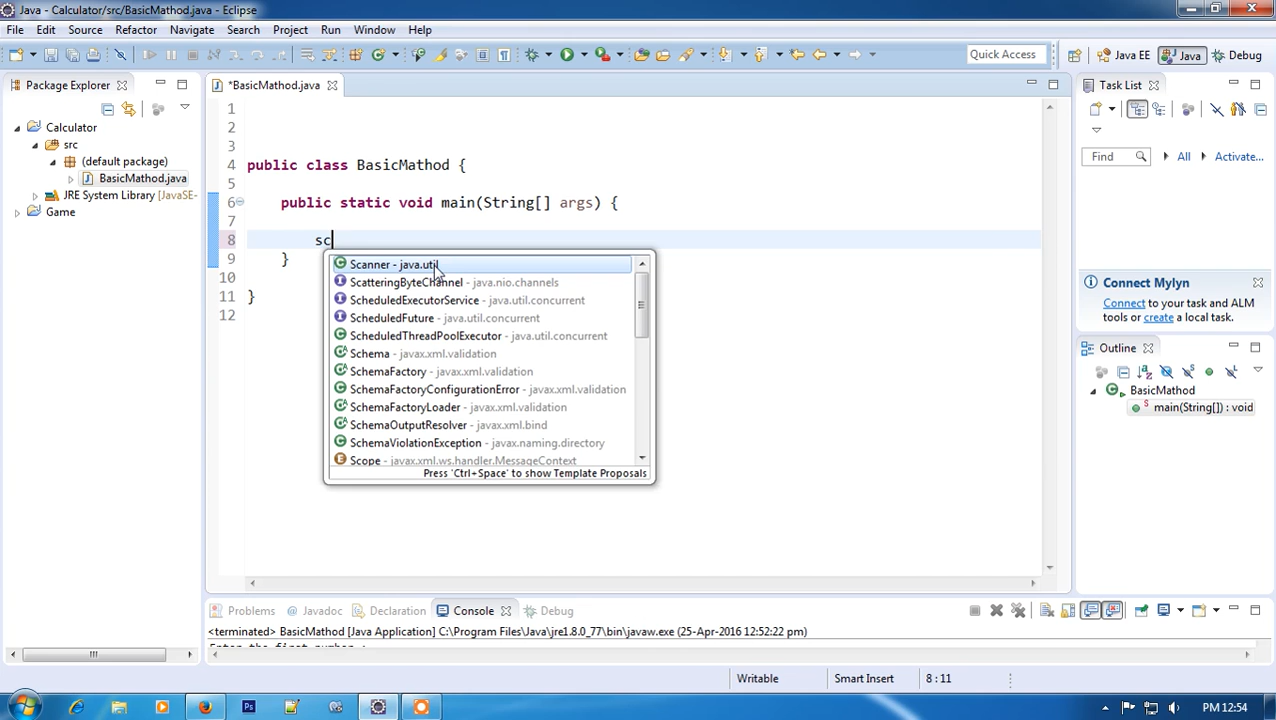 Java - Calculator/src/BasicMathod.java - Eclipse
File Edit Source Refactor Navigate Search Project Run Window Help
Quick Access Java EE Java Debug
Package Explorer
*BasicMathod.java
Task List
Calculator
src
(default package)
BasicMathod.java
JRE System Library [JavaSE-
Game
1
2
3
4 public class BasicMathod {
5
6 public static void main(String[] args) {
7
8 sc
9 }
10
11 }
12
Scanner - java.util
ScatteringByteChannel - java.nio.channels
ScheduledExecutorService - java.util.concurrent
ScheduledFuture - java.util.concurrent
ScheduledThreadPoolExecutor - java.util.concurrent
Schema - javax.xml.validation
SchemaFactory - javax.xml.validation
SchemaFactoryConfigurationError - javax.xml.validation
SchemaFactoryLoader - javax.xml.validation
SchemaOutputResolver - javax.xml.bind
SchemaViolationException - javax.naming.directory
Scope - javax.xml.ws.handler.MessageContext
Press 'Ctrl+Space' to show Template Proposals
Find All Activate...
Connect Mylyn
Connect to your task and ALM
tools or create a local task.
Outline
BasicMathod
main(String[]) : void
Problems Javadoc Declaration Console Debug
<terminated> BasicMathod [Java Application] C:\Program Files\Java\jre1.8.0_77\bin\javaw.exe (25-Apr-2016 12:52:22 pm)
Enter the first number :
Writable Smart Insert 8 : 11
PM 12:54